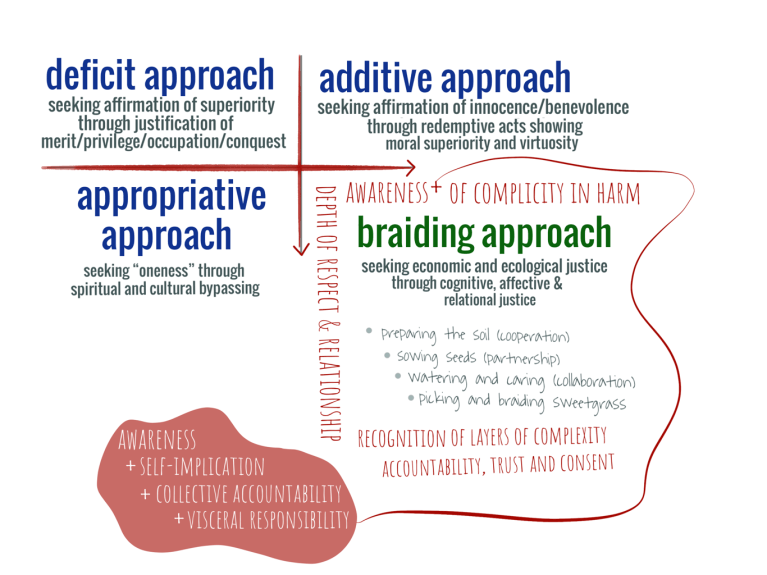 deficit approach
seeking affirmation of superiority
through justification of
merit/privilege/occupation/conquest
additive approach
seeking affirmation of innocence/benevolence
through redemptive acts showing
moral superiority and virtuosity
appropriative
approach
seeking “oneness” through
spiritual and cultural bypassing
DEPTH OF RESPECT & RELATIONSHIP
AWARENESS+ OF COMPLICITY IN HARM
braiding approach
seeking economic and ecological justice
through cognitive, affective &
relational justice
• preparing the soil (cooperation)
• sowing seeds (partnership)
• watering and caring (collaboration)
• picking and braiding sweetgrass
RECOGNITION OF LAYERS OF COMPLEXITY
ACCOUNTABILITY, TRUST AND CONSENT
AWARENESS
+ SELF-IMPLICATION
+ COLLECTIVE ACCOUNTABILITY
+ VISCERAL RESPONSIBILITY